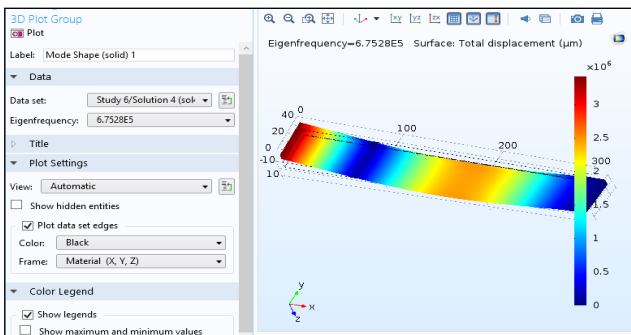 3D Plot Group
Plot
Label: Mode Shape (solid) 1
Data
Data set: Study 6/Solution 4 (sol
Eigenfrequency: 6.7528E5
Title
Plot Settings
View: Automatic
Show hidden entities
Plot data set edges
Color: Black
Frame: Material (X, Y, Z)
Color Legend
Show legends
Show maximum and minimum values
Eigenfrequency=6.7528E5 Surface: Total displacement (μm)
×10⁶
40 0
20 100
0 200
-10 300
10
3
2.5
1.5
1
0.5
0
y
x
z